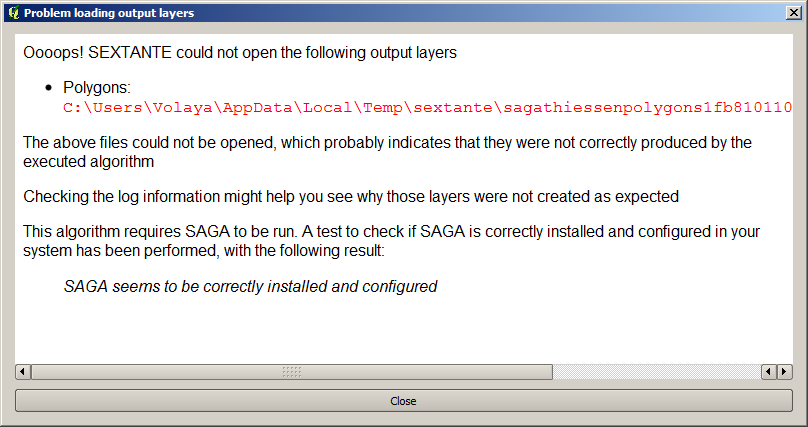 Problem loading output layers
Oooops! SEXTANTE could not open the following output layers
Polygons:
C:\Users\Volaya\AppData\Local\Temp\sextante\sagathiessenpolygons1fb810110
The above files could not be opened, which probably indicates that they were not correctly produced by the
executed algorithm
Checking the log information might help you see why those layers were not created as expected
This algorithm requires SAGA to be run. A test to check if SAGA is correctly installed and configured in your
system has been performed, with the following result:
SAGA seems to be correctly installed and configured
Close